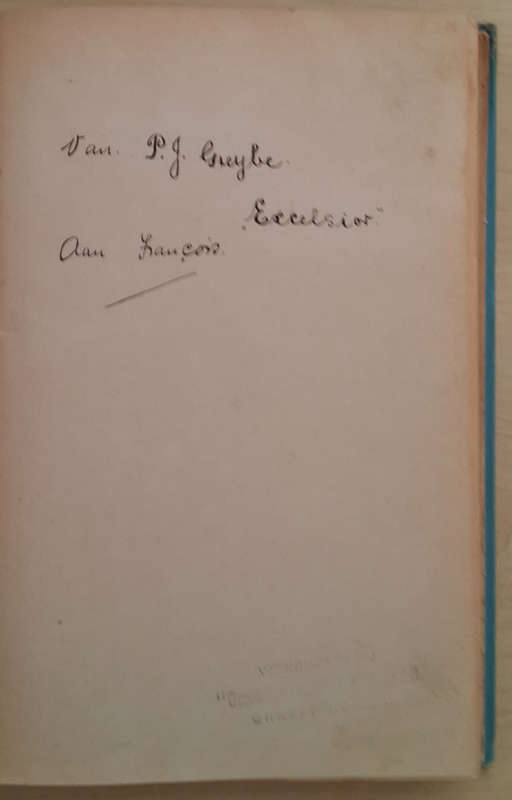 Van. P. J. Greybe.
„Excelsior."
Aan François.